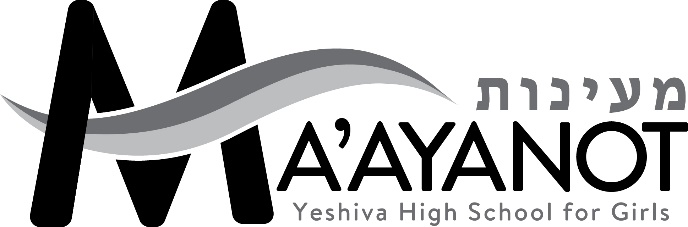 מעינות
MA'AYANOT
Yeshiva High School for Girls